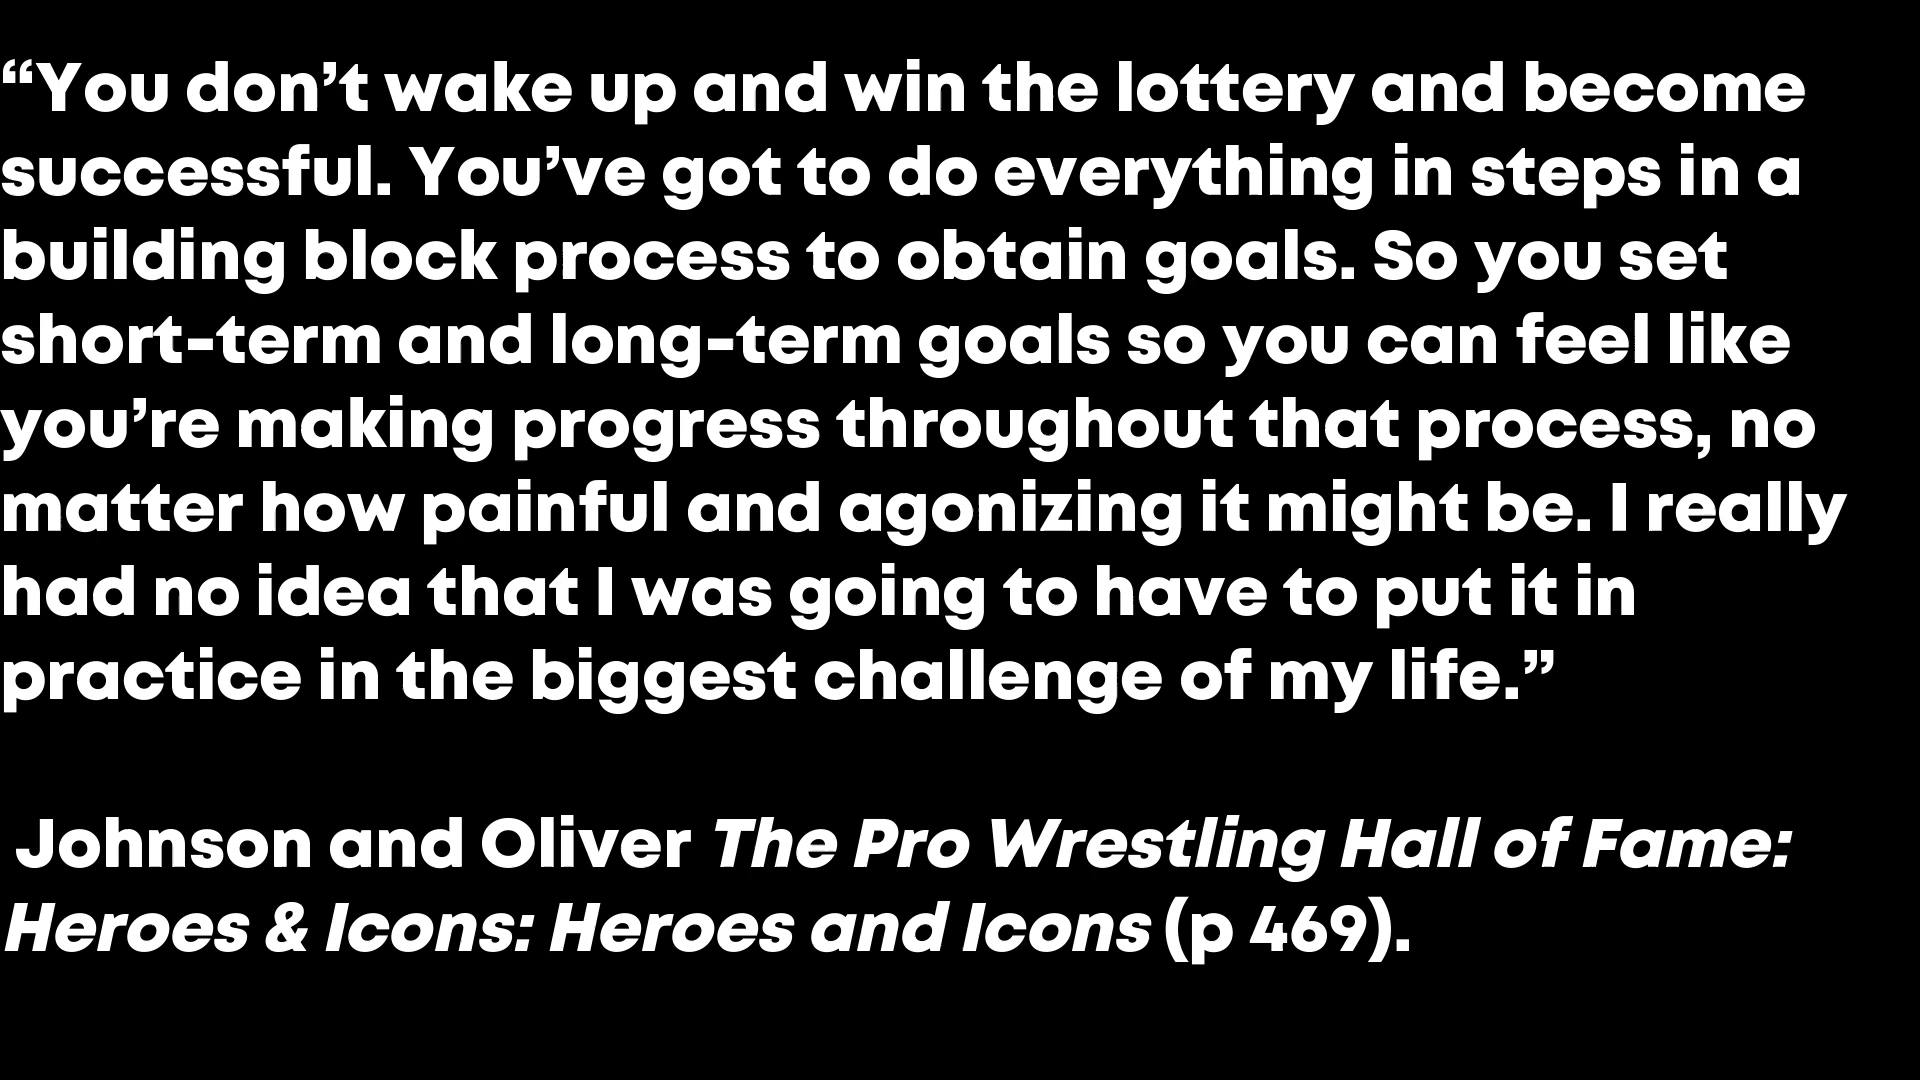 “You don’t wake up and win the lottery and become
successful. You’ve got to do everything in steps in a
building block process to obtain goals. So you set
short-term and long-term goals so you can feel like
you’re making progress throughout that process, no
matter how painful and agonizing it might be. I really
had no idea that I was going to have to put it in
practice in the biggest challenge of my life.”
Johnson and Oliver The Pro Wrestling Hall of Fame:
Heroes & Icons: Heroes and Icons (p 469).